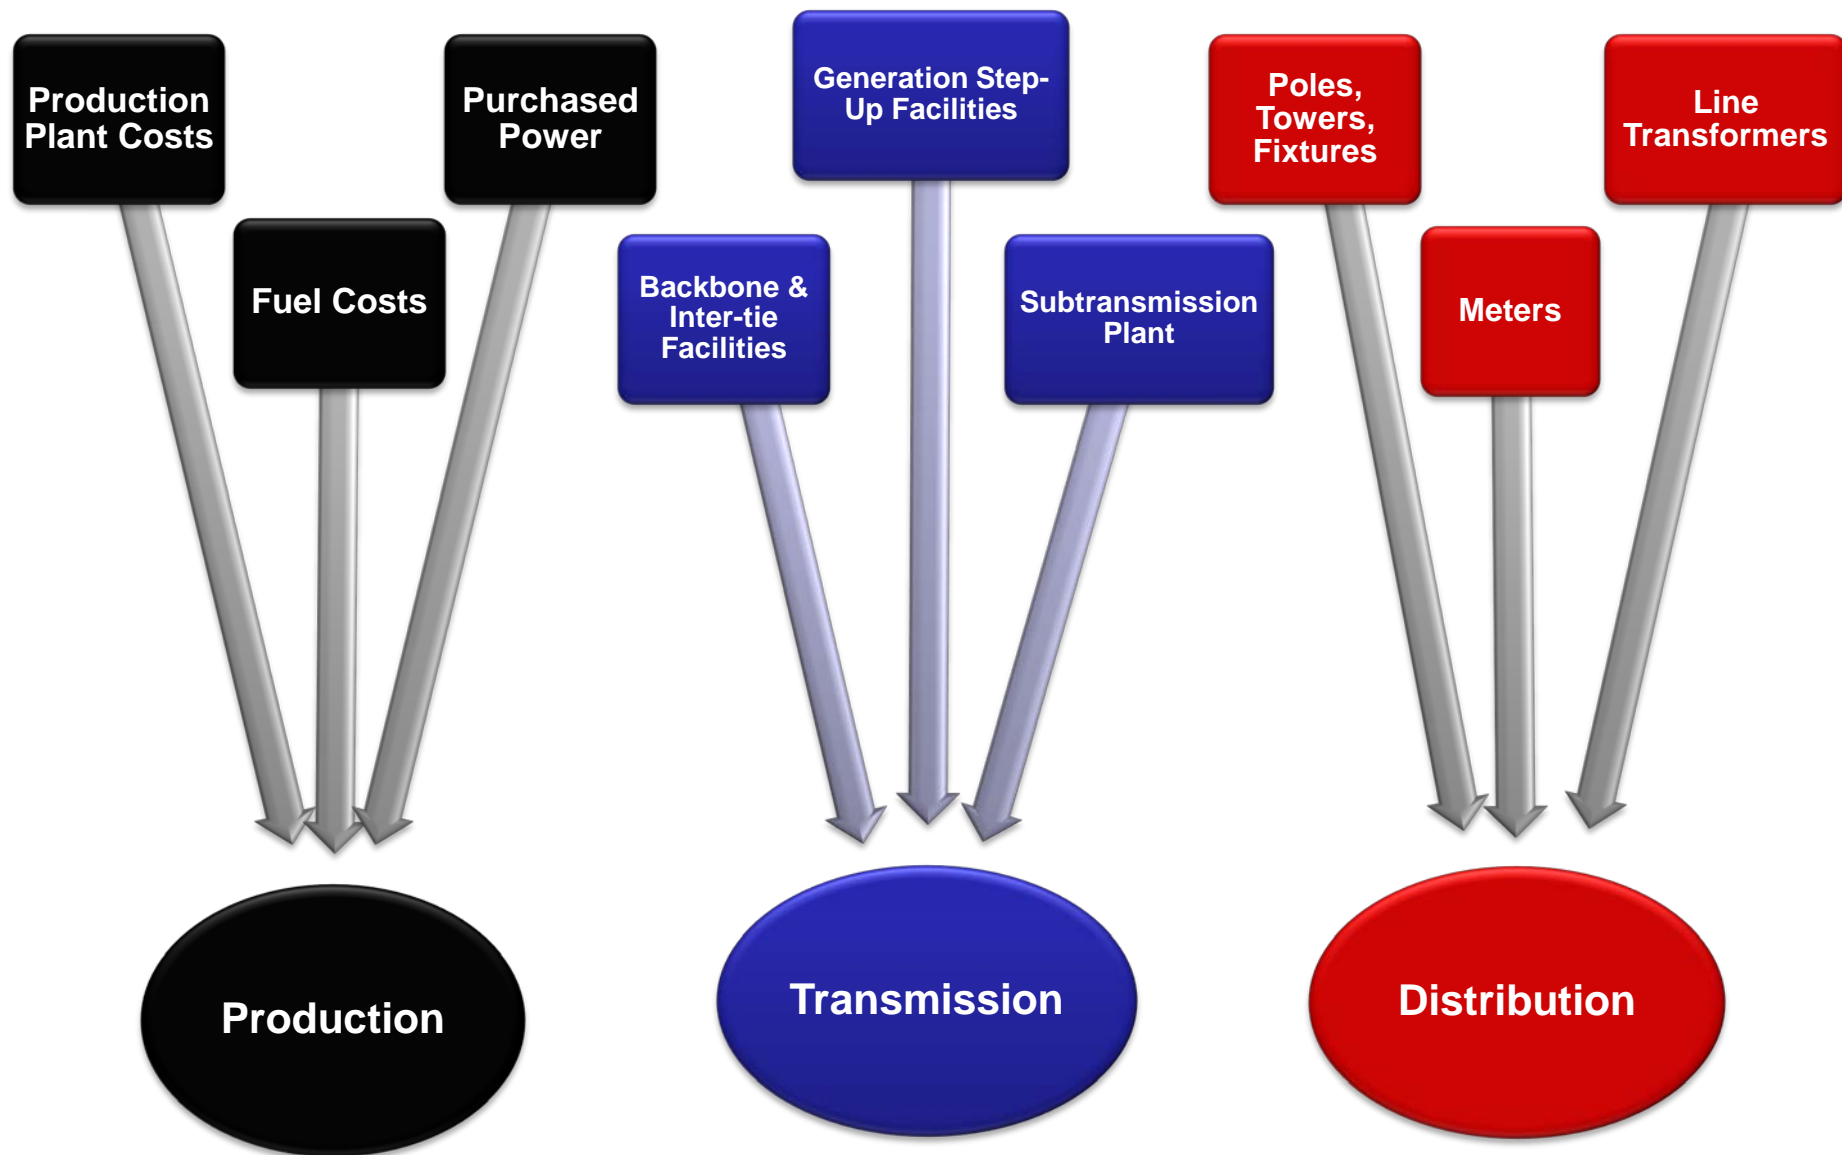 Production
Plant Costs
Purchased
Power
Fuel Costs
Generation Step-
Up Facilities
Backbone &
Inter-tie
Facilities
Subtransmission
Plant
Poles,
Towers,
Fixtures
Line
Transformers
Meters
Production
Transmission
Distribution